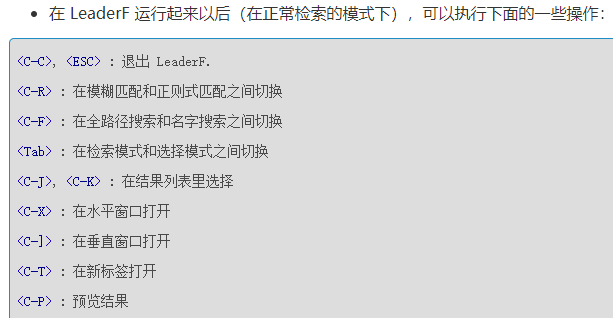 • 在 LeaderF 运行起来以后（在正常检索的模式下），可以执行下面的一些操作：
<C-C>, <ESC> : 退出 LeaderF.
<C-R> : 在模糊匹配和正则式匹配之间切换
<C-F> : 在全路径搜索和名字搜索之间切换
<Tab> : 在检索模式和选择模式之间切换
<C-J>, <C-K> : 在结果列表里选择
<C-X> : 在水平窗口打开
<C-]> : 在垂直窗口打开
<C-T> : 在新标签打开
<C-P> : 预览结果